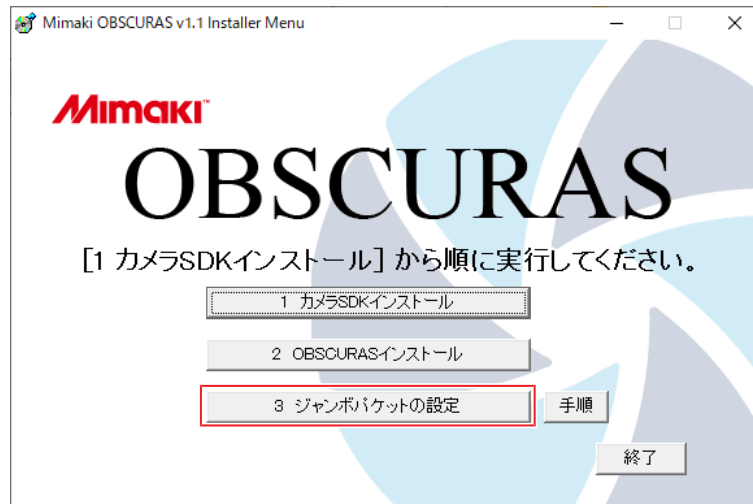 Mimaki OBSCURAS v1.1 Installer Menu
Mimaki™
OBSCURAS
[1 カメラSDKインストール] から順に実行してください。
1 カメラSDKインストール
2 OBSCURASインストール
3 ジャンボパケットの設定
手順
終了